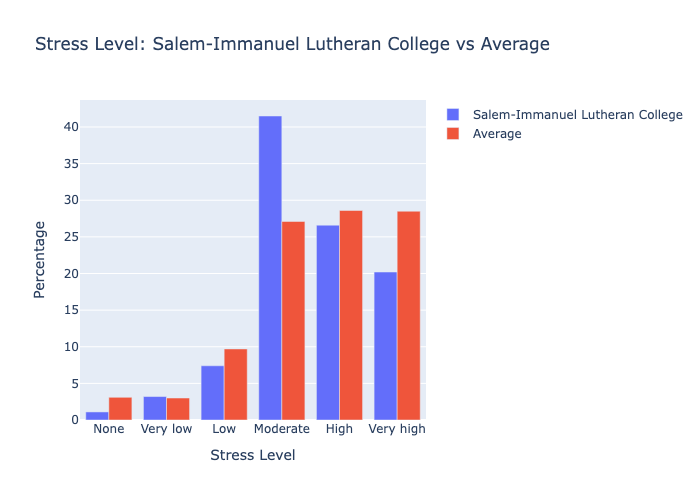 Stress Level: Salem-Immanuel Lutheran College vs Average
Salem-Immanuel Lutheran College
Average
Percentage
40
35
30
25
20
15
10
5
0
None Very low Low Moderate High Very high
Stress Level